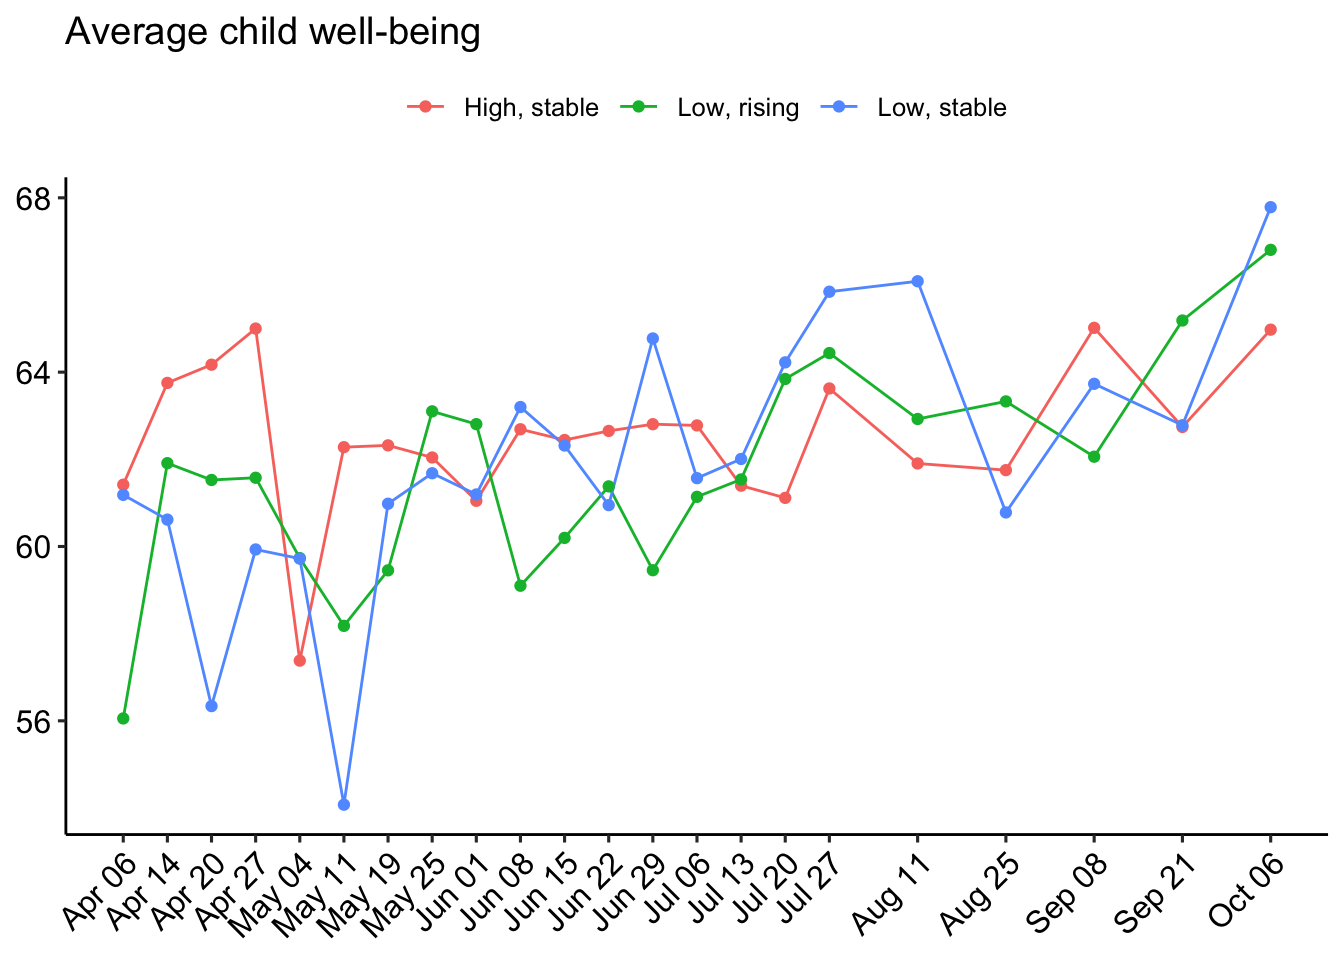 Average child well-being
High, stable Low, rising Low, stable
68
64
60
56
Apr 06 Apr 14 Apr 20 Apr 27 May 04 May 11 May 19 May 25 Jun 01 Jun 08 Jun 15 Jun 22 Jun 29 Jul 06 Jul 13 Jul 20 Jul 27 Aug 11 Aug 25 Sep 08 Sep 21 Oct 06